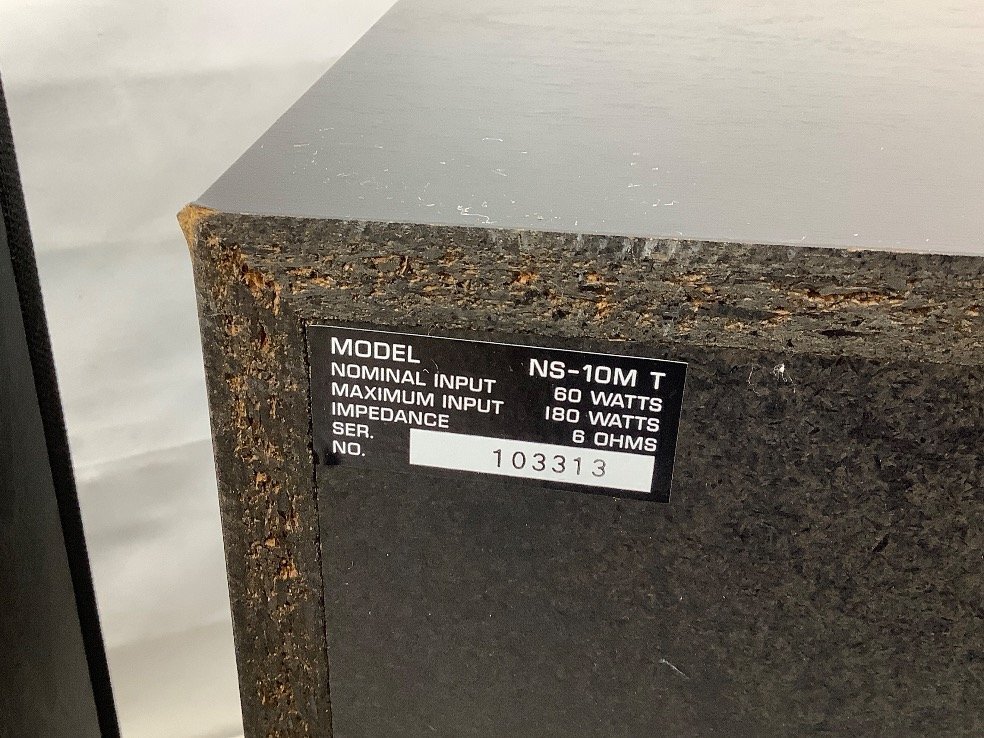 MODEL NS-10M T
NOMINAL INPUT 60 WATTS
MAXIMUM INPUT 180 WATTS
IMPEDANCE 6 OHMS
SER.
NO. 103313